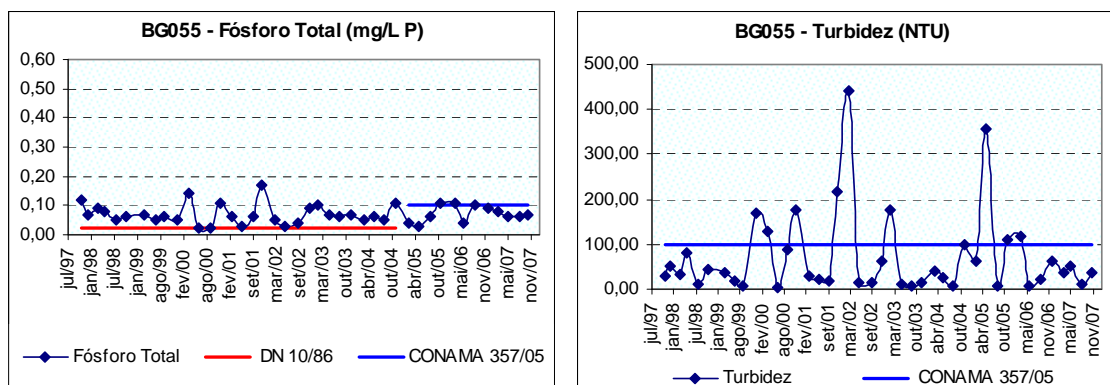 BG055 - Fósforo Total (mg/L P)
0,60
0,50
0,40
0,30
0,20
0,10
0,00
jul/97
jan/98
jul/98
jan/99
set/99
fev/00
ago/00
fev/01
set/01
mar/02
set/02
mar/03
out/03
abr/04
out/04
abr/05
out/05
mai/06
nov/06
mai/07
nov/07
Fósforo Total
DN 10/86
CONAMA 357/05
BG055 - Turbidez (NTU)
500,00
400,00
300,00
200,00
100,00
0,00
jul/97
jan/98
jul/98
jan/99
set/99
fev/00
ago/00
fev/01
set/01
mar/02
set/02
mar/03
out/03
abr/04
out/04
abr/05
out/05
mai/06
nov/06
mai/07
nov/07
Turbidez
CONAMA 357/05